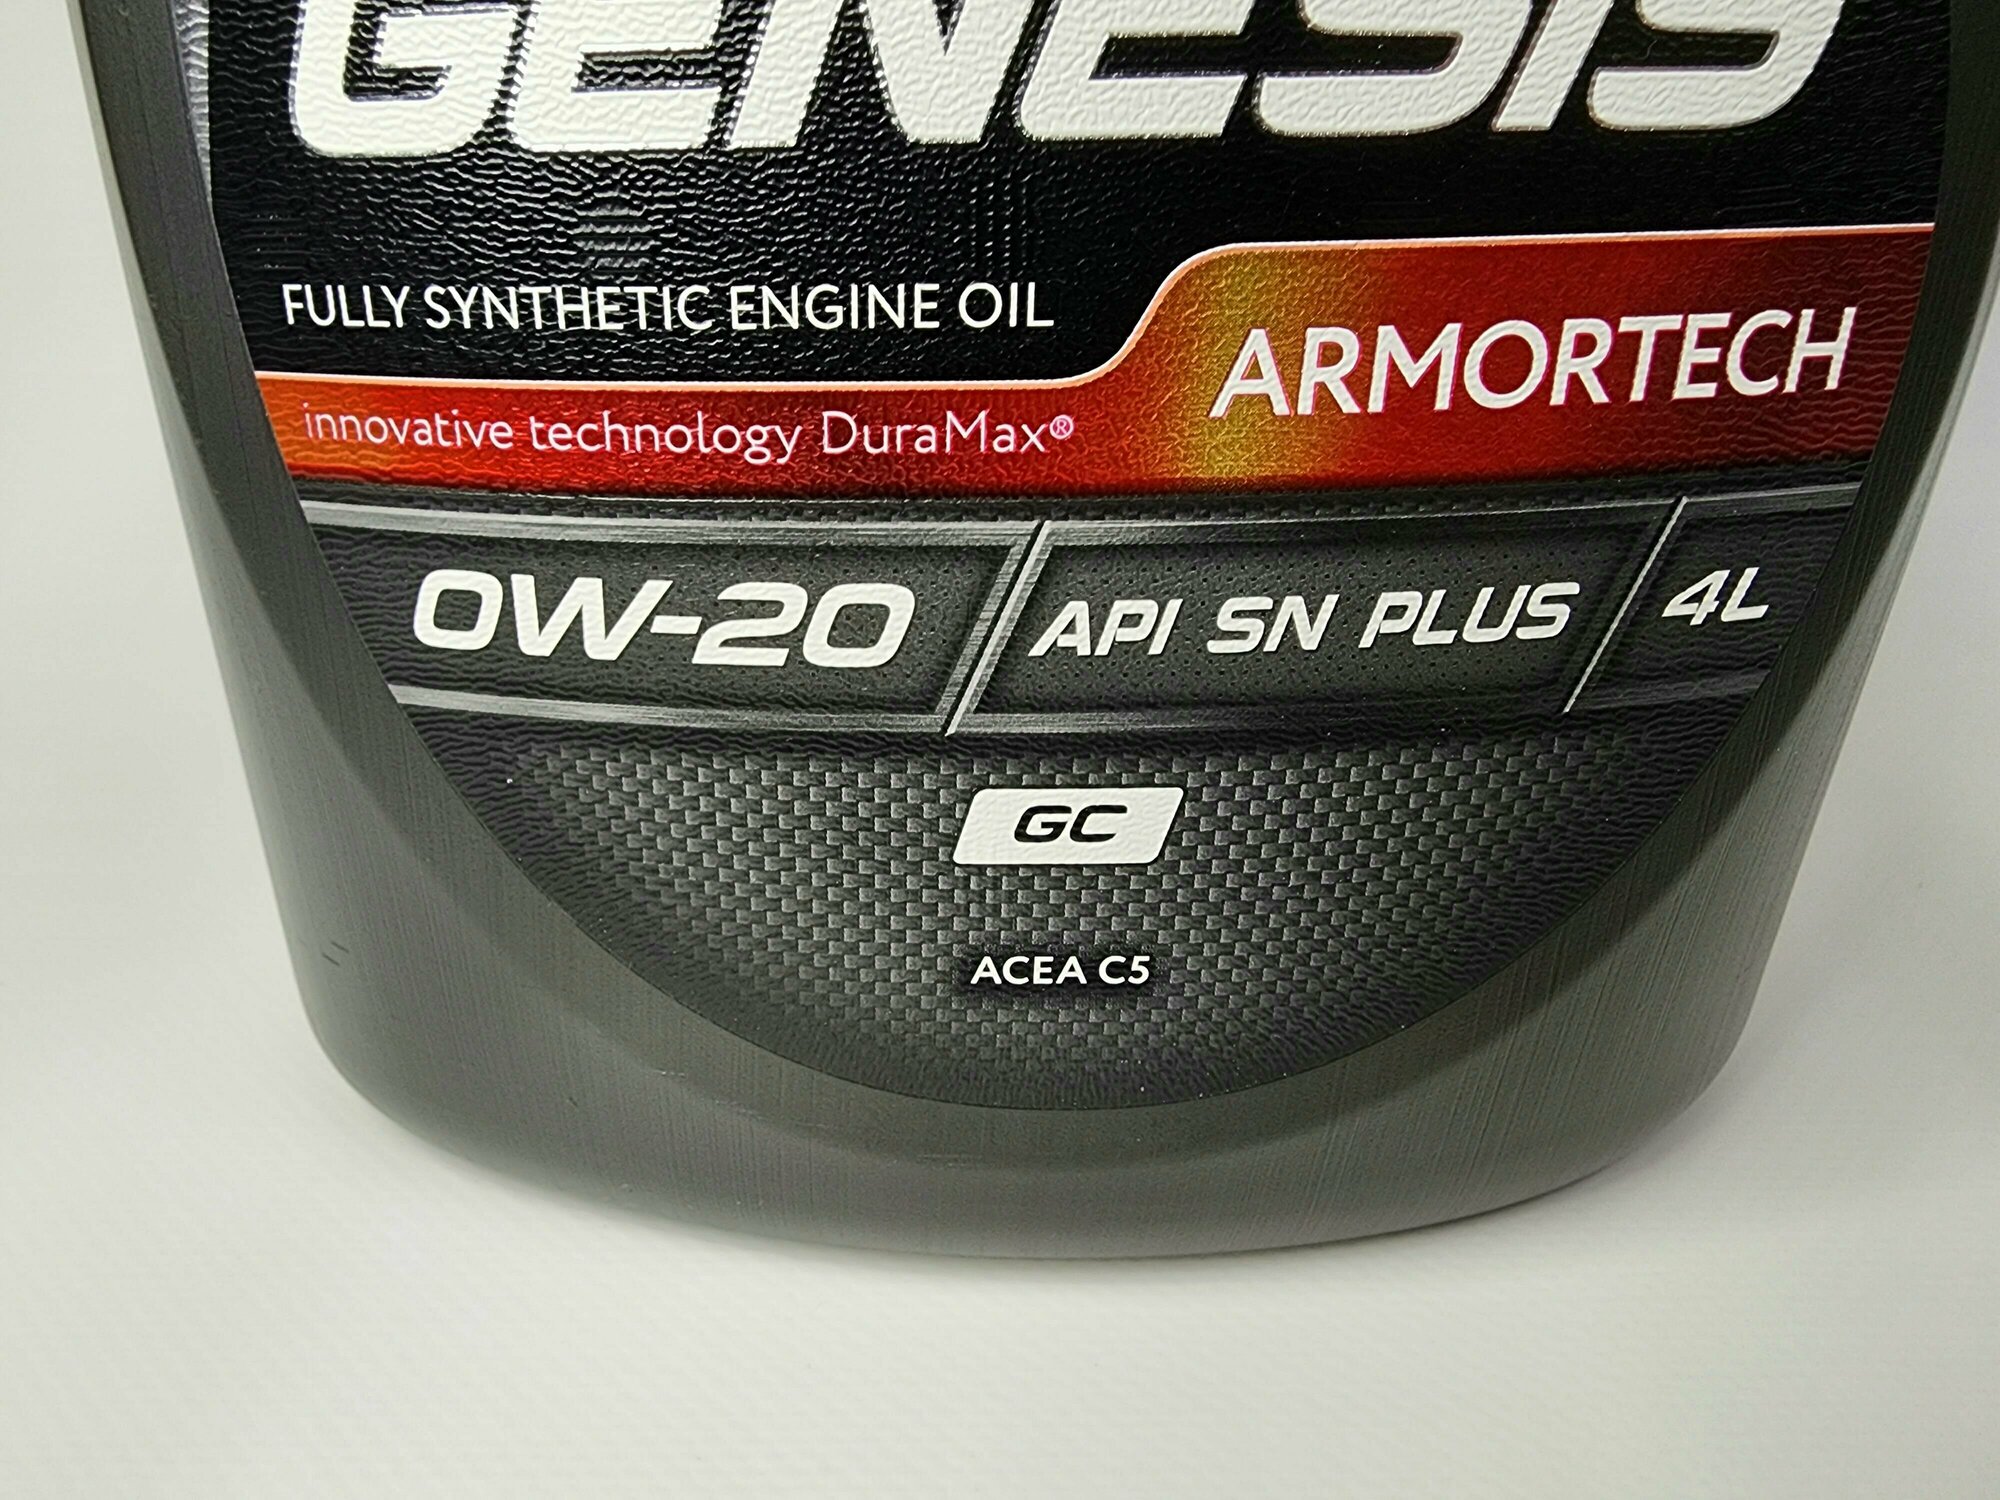 GENESIS
FULLY SYNTHETIC ENGINE OIL
ARMORTECH
innovative technology DuraMax®
0W-20
API SN PLUS
4L
GC
ACEA C5